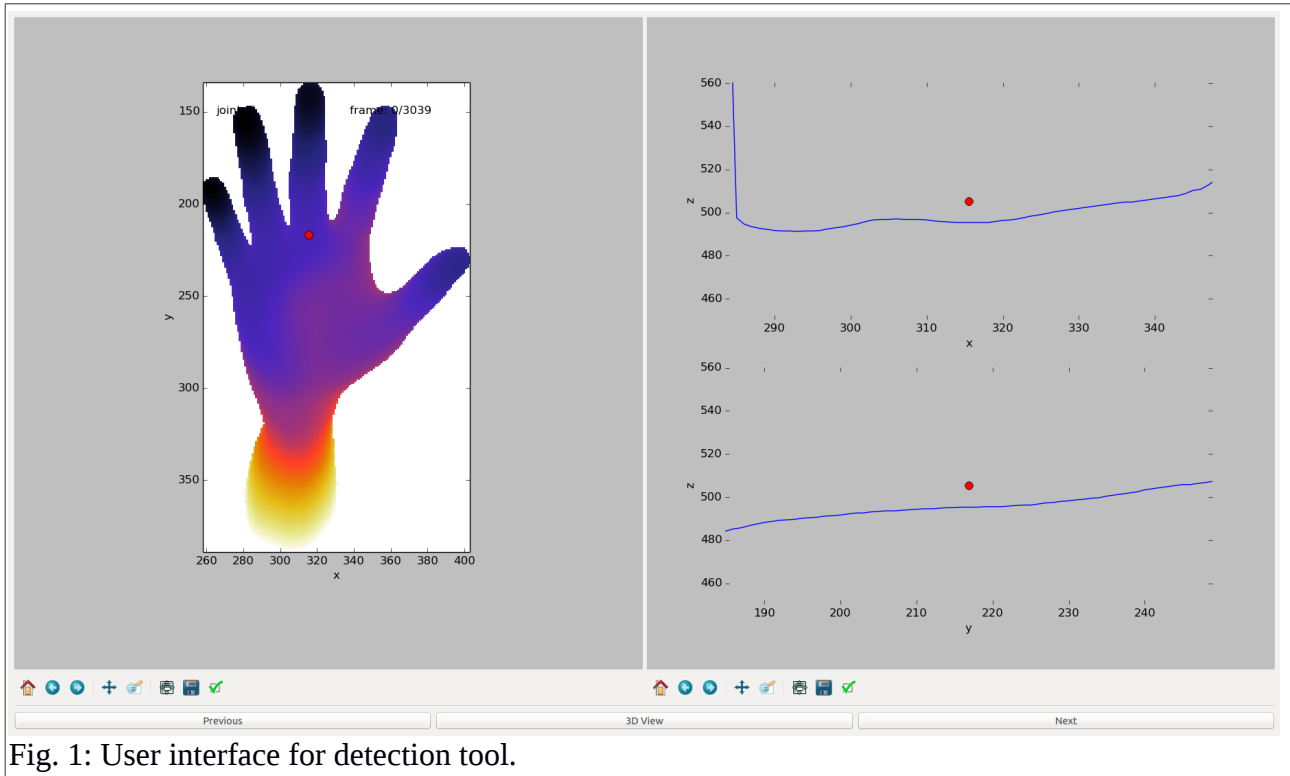 joint
frame: 0/3039
150
200
250
300
350
y
260 280 300 320 340 360 380 400
x
560
540
520
500
480
460
z
290 300 310 320 330 340
x
560
540
520
500
480
460
z
190 200 210 220 230 240
y
Previous
3D View
Next
Fig. 1: User interface for detection tool.